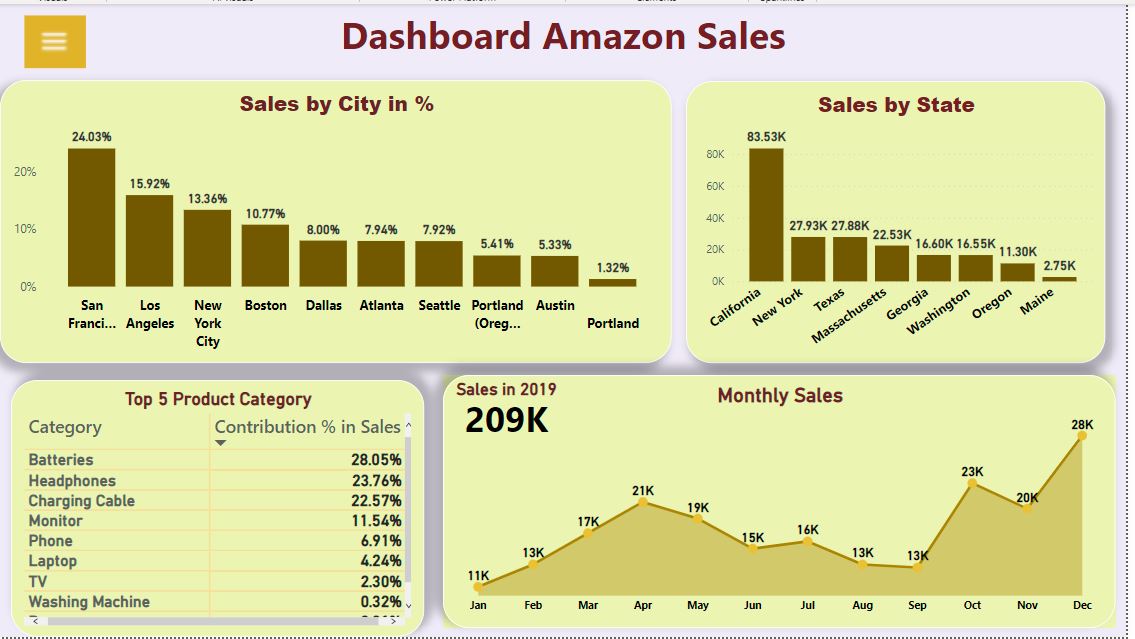 Dashboard Amazon Sales
Sales by City in %
24.03%
15.92%
13.36%
10.77%
8.00%
7.94%
7.92%
5.41%
5.33%
1.32%
20%
10%
0%
San Franci...
Los Angeles
New York City
Boston
Dallas
Atlanta
Seattle
Portland (Oreg...
Austin
Portland
Sales by State
83.53K
27.93K
27.88K
22.53K
16.60K
16.55K
11.30K
2.75K
80K
60K
40K
20K
0K
California
New York
Texas
Massachusetts
Georgia
Washington
Oregon
Maine
Top 5 Product Category
Category Contribution % in Sales
Batteries 28.05%
Headphones 23.76%
Charging Cable 22.57%
Monitor 11.54%
Phone 6.91%
Laptop 4.24%
TV 2.30%
Washing Machine 0.32%
Sales in 2019
209K
Monthly Sales
11K
13K
17K
21K
19K
15K
16K
13K
13K
23K
20K
28K
Jan Feb Mar Apr May Jun Jul Aug Sep Oct Nov Dec